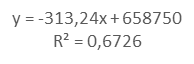 y = -313,24x + 658750
R² = 0,6726